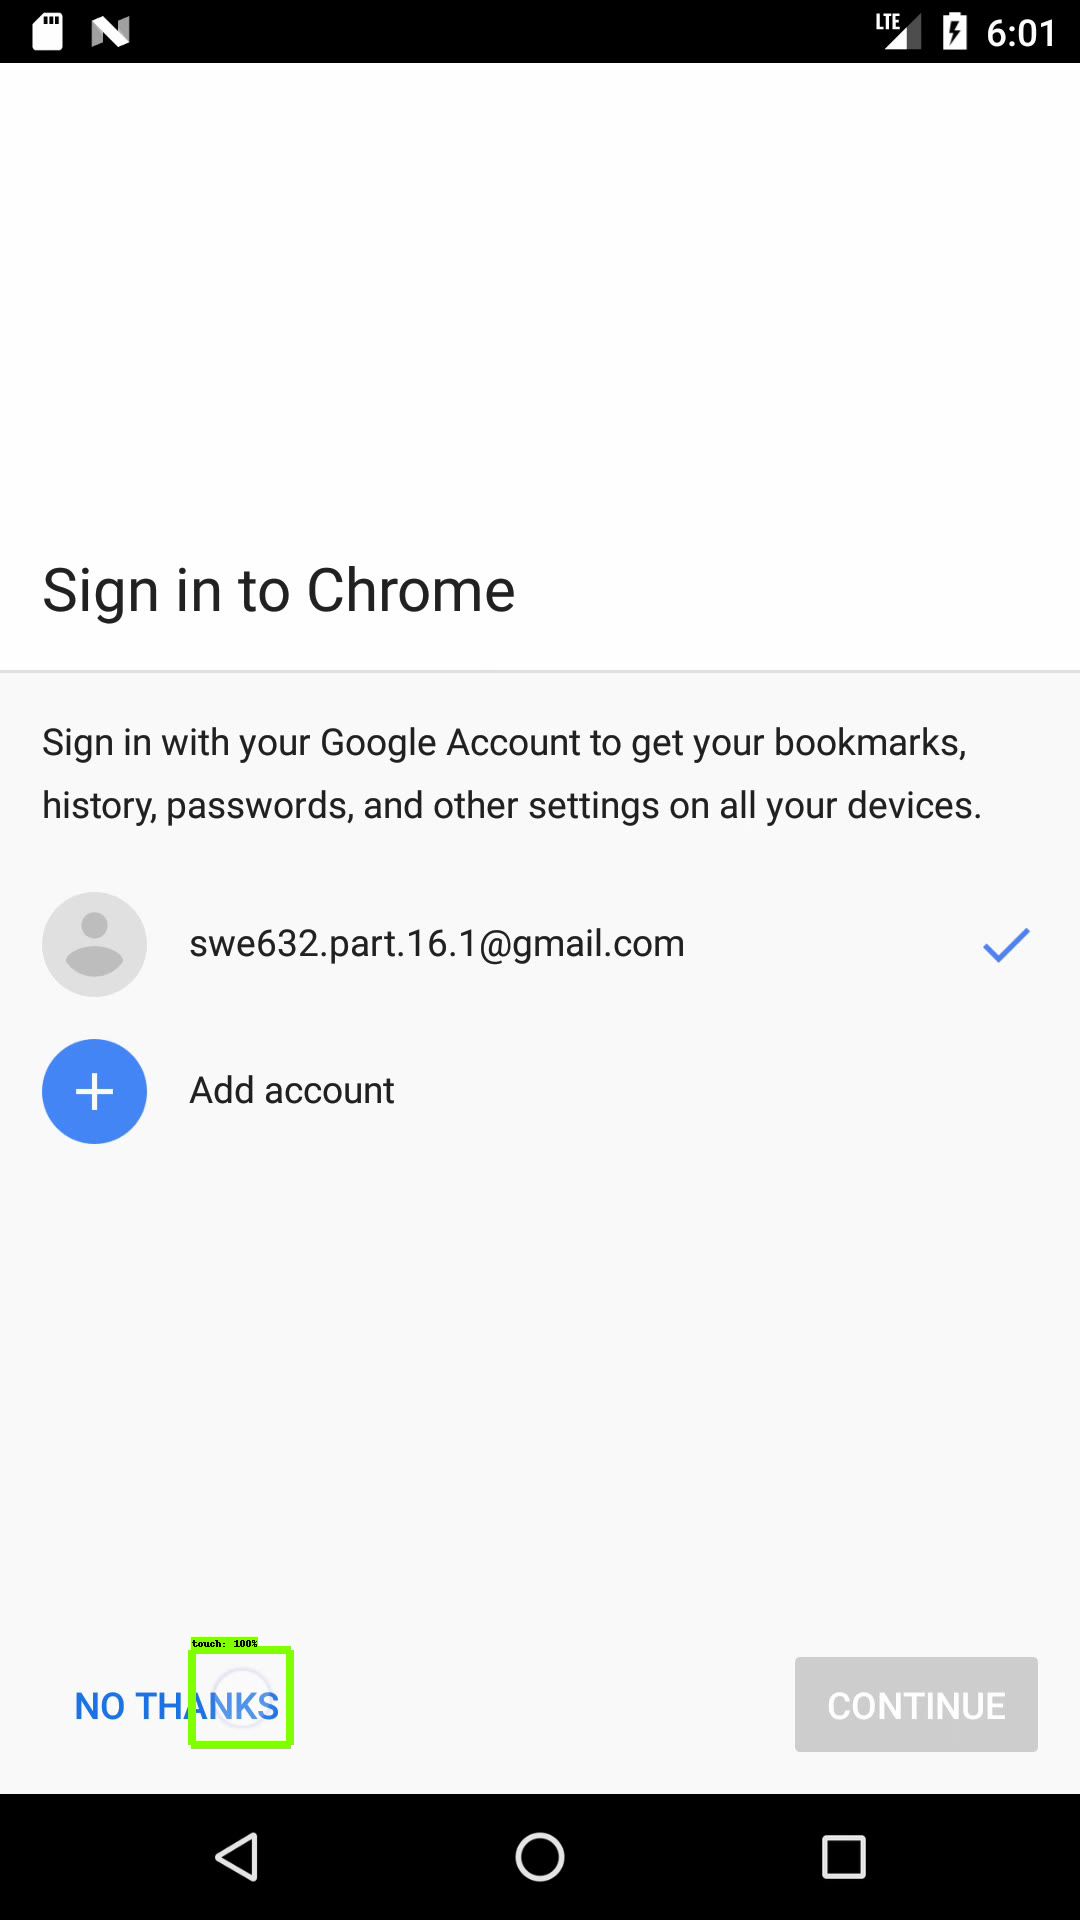 LTE 6:01
Sign in to Chrome
Sign in with your Google Account to get your bookmarks,
history, passwords, and other settings on all your devices.
swe632.part.16.1@gmail.com
Add account
touch: 100%
NO THANKS CONTINUE